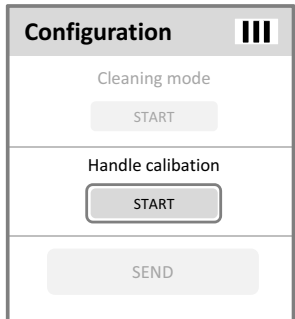 Configuration
Cleaning mode
START
Handle calibation
START
SEND